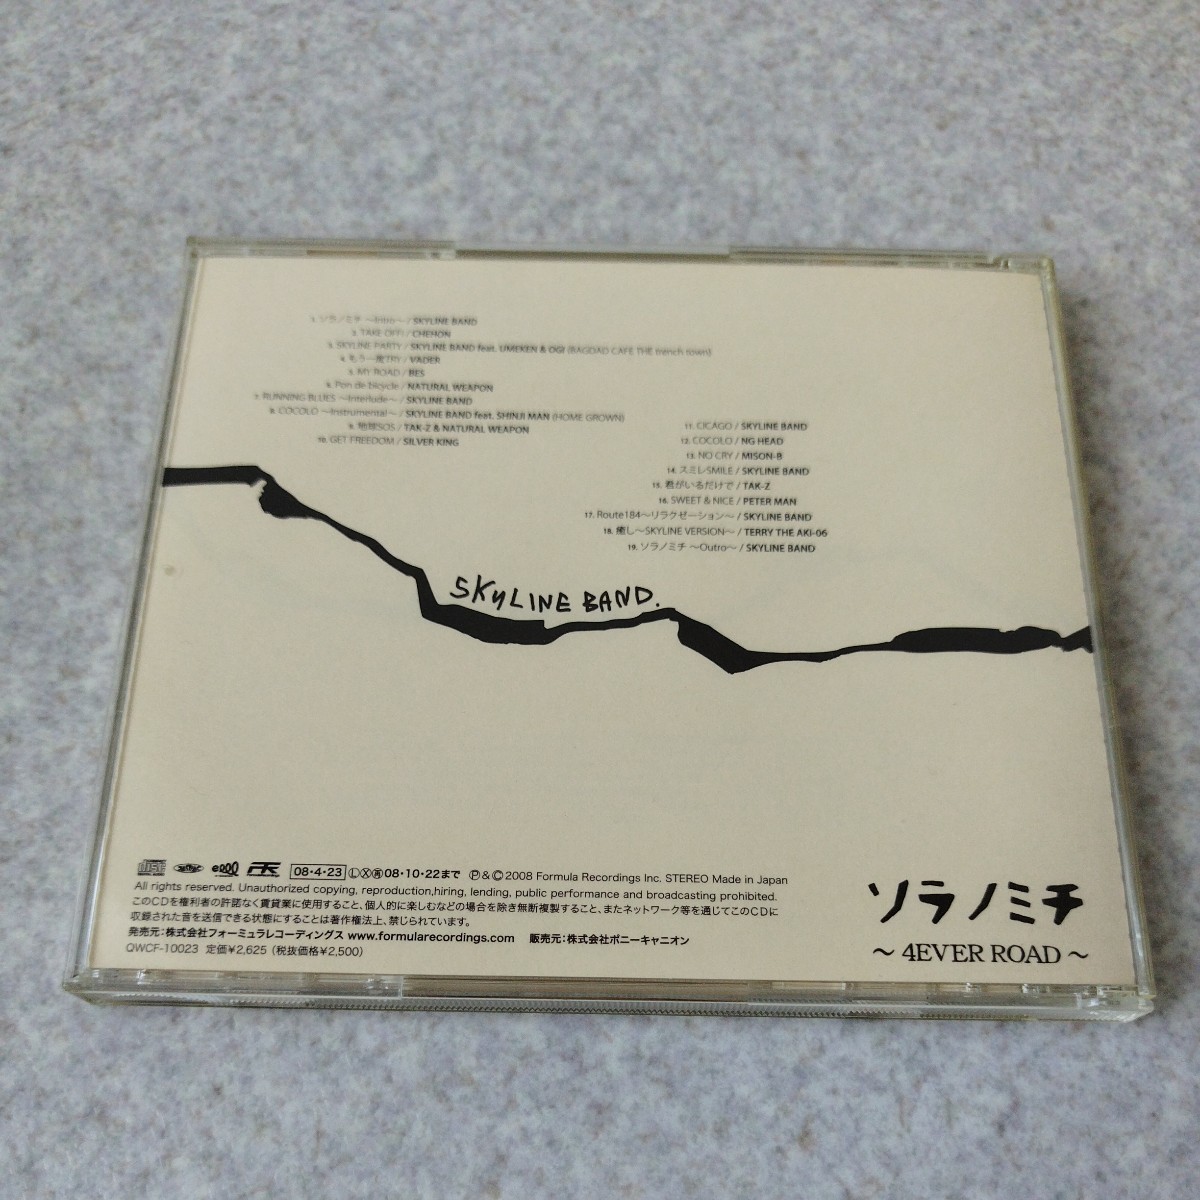 1. ソラノミチ ～Intro～ / SKYLINE BAND
2. TAKE OFF! / CHEHON
3. SKYLINE PARTY / SKYLINE BAND feat. UMEKEN & OGI (BAGDAD CAFE THE trench town)
4. もう一度TRY / VADER
5. MY ROAD / RES
6. Pon de bicycle / NATURAL WEAPON
7. RUNNING BLUES ～Interlude～ / SKYLINE BAND
8. COCOLO ～Instrumental～ / SKYLINE BAND feat. SHINJI MAN (HOME GROWN)
9. 地球SOS / TAK-Z & NATURAL WEAPON
10. GET FREEDOM / SILVER KING
11. CICAGO / SKYLINE BAND
12. COCOLO / NG HEAD
13. NO CRY / MISON-B
14. スミレSMILE / SKYLINE BAND
15. 君がいるだけで / TAK-Z
16. SWEET & NICE / PETER MAN
17. Route184～リラクゼーション～ / SKYLINE BAND
18. 癒し～SKYLINE VERSION～ / TERRY THE AKI-06
19. ソラノミチ ～Outro～ / SKYLINE BAND
SKYLINE BAND.
08・4・23 Ⓛ Ⓧ 08・10・22まで Ⓟ&Ⓒ2008 Formula Recordings Inc. STEREO Made in Japan
All rights reserved. Unauthorized copying, reproduction,hiring, lending, public performance and broadcasting prohibited.
このCDを権利者の許諾なく賃貸業に使用すること、個人的に楽しむなどの場合を除き無断複製すること、またネットワーク等を通じてこのCDに
収録された音を送信できる状態にすることは著作権法上、禁じられています。
発売元:株式会社フォーミュラレコーディングス www.formularecordings.com 販売元:株式会社ポニーキャニオン
QWCF-10023 定価¥2,625 (税抜価格¥2,500)
ソラノミチ
～ 4EVER ROAD ～